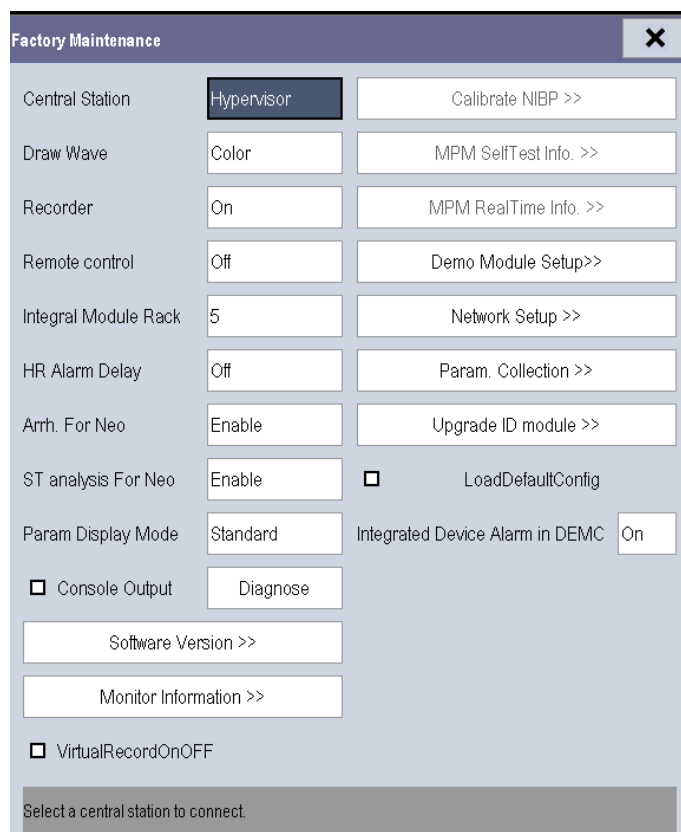 Factory Maintenance
Central Station Hypervisor Calibrate NIBP >>
Draw Wave Color MPM SelfTest Info. >>
Recorder On MPM RealTime Info. >>
Remote control Off Demo Module Setup>>
Integral Module Rack 5 Network Setup >>
HR Alarm Delay Off Param. Collection >>
Arrh. For Neo Enable Upgrade ID module >>
ST analysis For Neo Enable LoadDefaultConfig
Param Display Mode Standard Integrated Device Alarm in DEMC On
Console Output Diagnose
Software Version >>
Monitor Information >>
VirtualRecordOnOFF
Select a central station to connect.